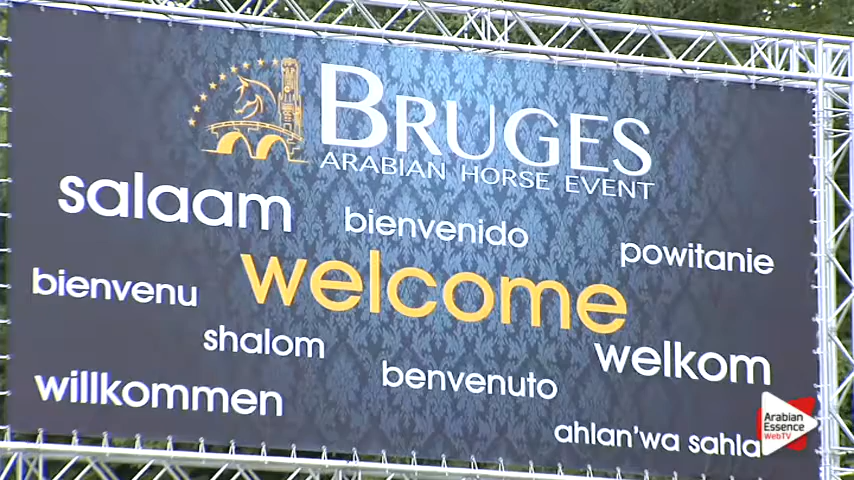 BRUGES
ARABIAN HORSE EVENT
salaam
bienvenido
powitanie
bienvenu
welcome
shalom
welkom
willkommen
benvenuto
ahlan'wa sahla
Arabian
Essence
WebTV